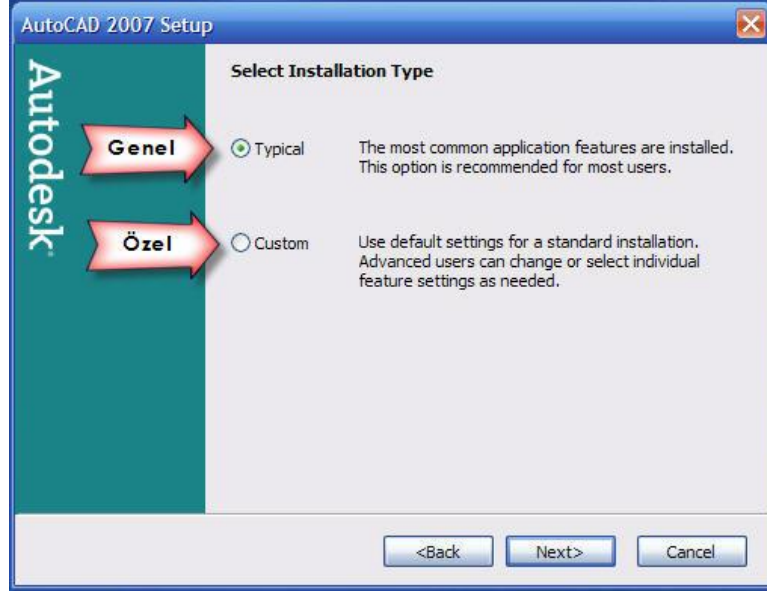 AutoCAD 2007 Setup
Autodesk
Select Installation Type
Genel
Typical
The most common application features are installed.
This option is recommended for most users.
Özel
Custom
Use default settings for a standard installation.
Advanced users can change or select individual
feature settings as needed.
<Back
Next>
Cancel